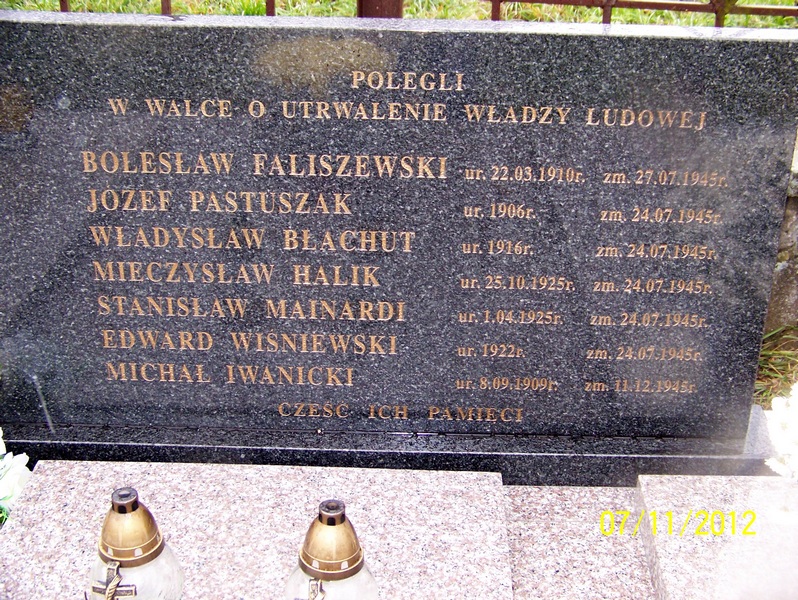 POLEGLI
W WALCE O UTRWALENIE WŁADZY LUDOWEJ
BOLESŁAW FALISZEWSKI ur. 22.03.1910r. zm. 27.07.1945r.
JÓZEF PASTUSZAK ur. 1906r. zm. 24.07.1945r.
WŁADYSŁAW BŁACHUT ur. 1916r. zm. 24.07.1945r.
MIECZYSŁAW HALIK ur. 25.10.1925r. zm. 24.07.1945r.
STANISŁAW MAINARDI ur. 1.04.1925r. zm. 24.07.1945r.
EDWARD WIŚNIEWSKI ur. 1922r. zm. 24.07.1945r.
MICHAŁ IWANICKI ur. 8.09.1909r. zm. 11.12.1945r.
CZEŚĆ ICH PAMIĘCI
07/11/2012